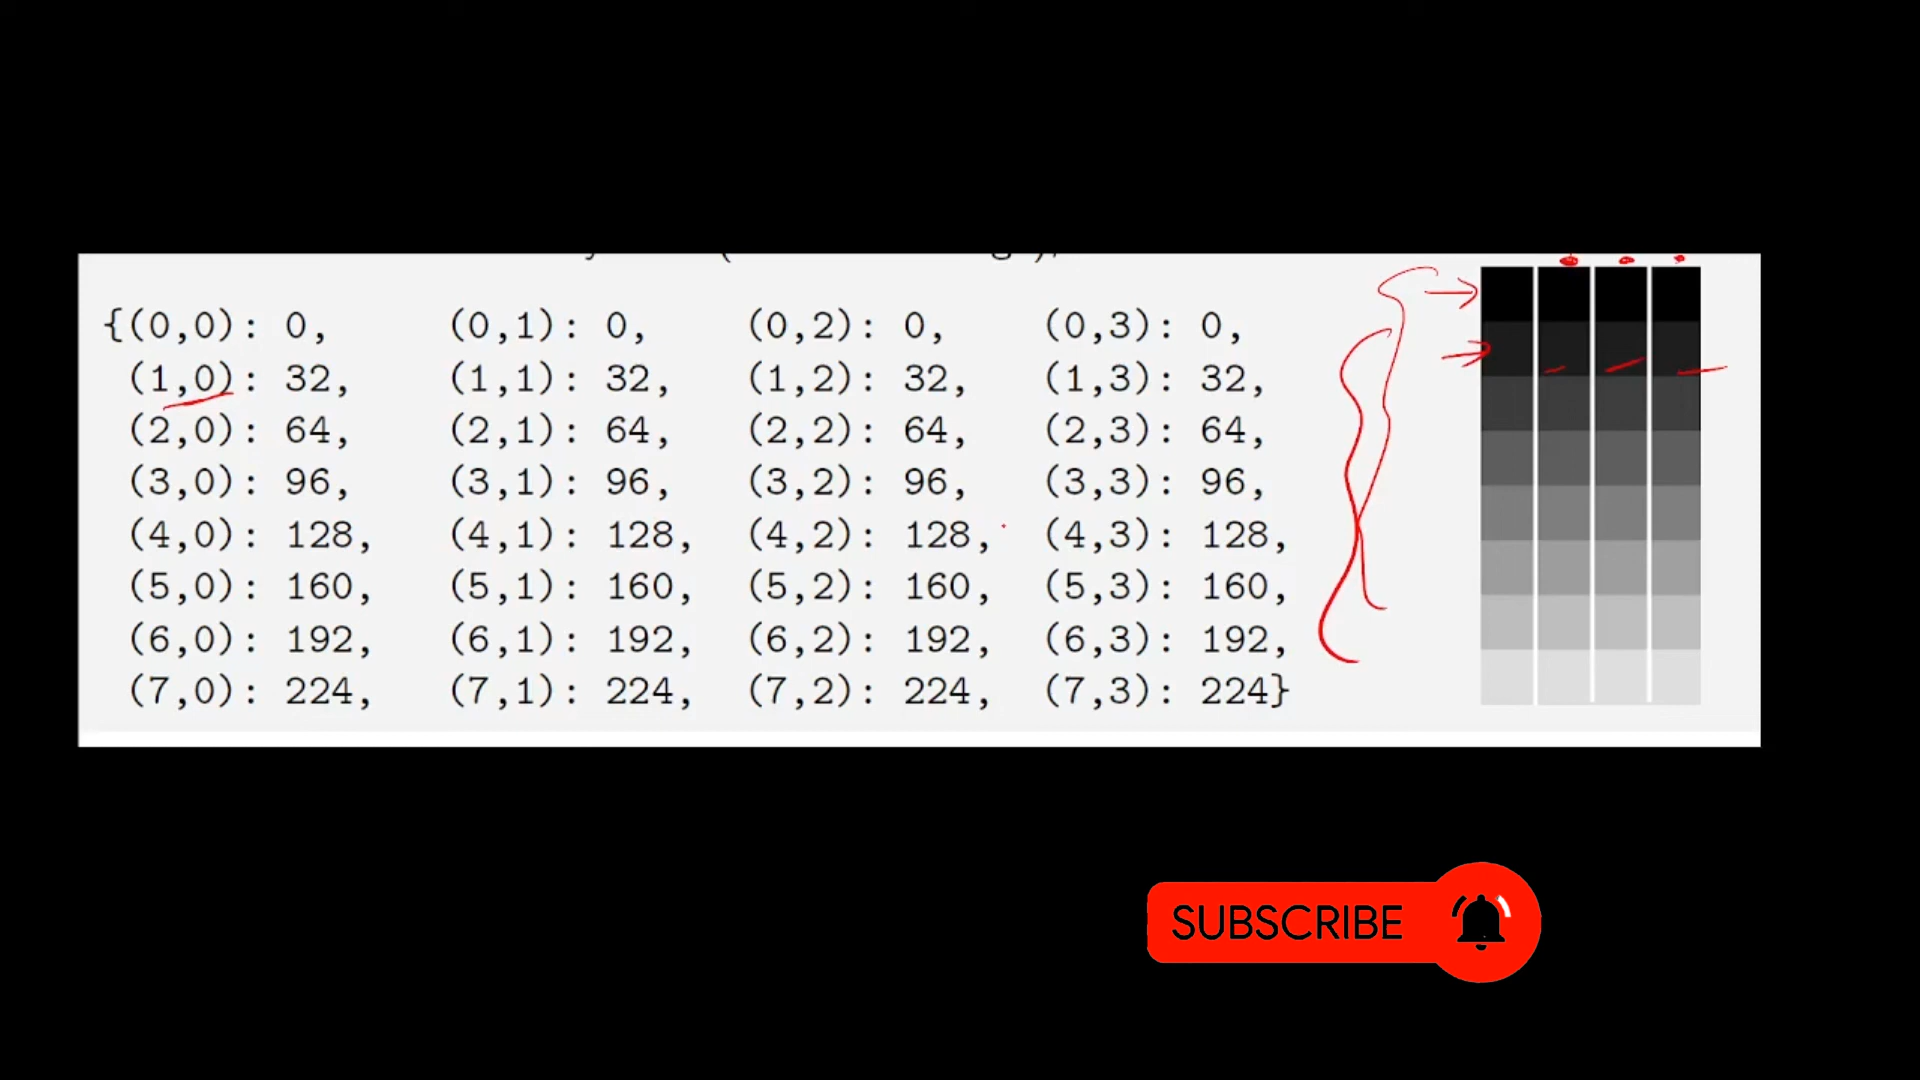 {(0,0): 0, (0,1): 0, (0,2): 0, (0,3): 0,
(1,0): 32, (1,1): 32, (1,2): 32, (1,3): 32,
(2,0): 64, (2,1): 64, (2,2): 64, (2,3): 64,
(3,0): 96, (3,1): 96, (3,2): 96, (3,3): 96,
(4,0): 128, (4,1): 128, (4,2): 128, (4,3): 128,
(5,0): 160, (5,1): 160, (5,2): 160, (5,3): 160,
(6,0): 192, (6,1): 192, (6,2): 192, (6,3): 192,
(7,0): 224, (7,1): 224, (7,2): 224, (7,3): 224}
SUBSCRIBE